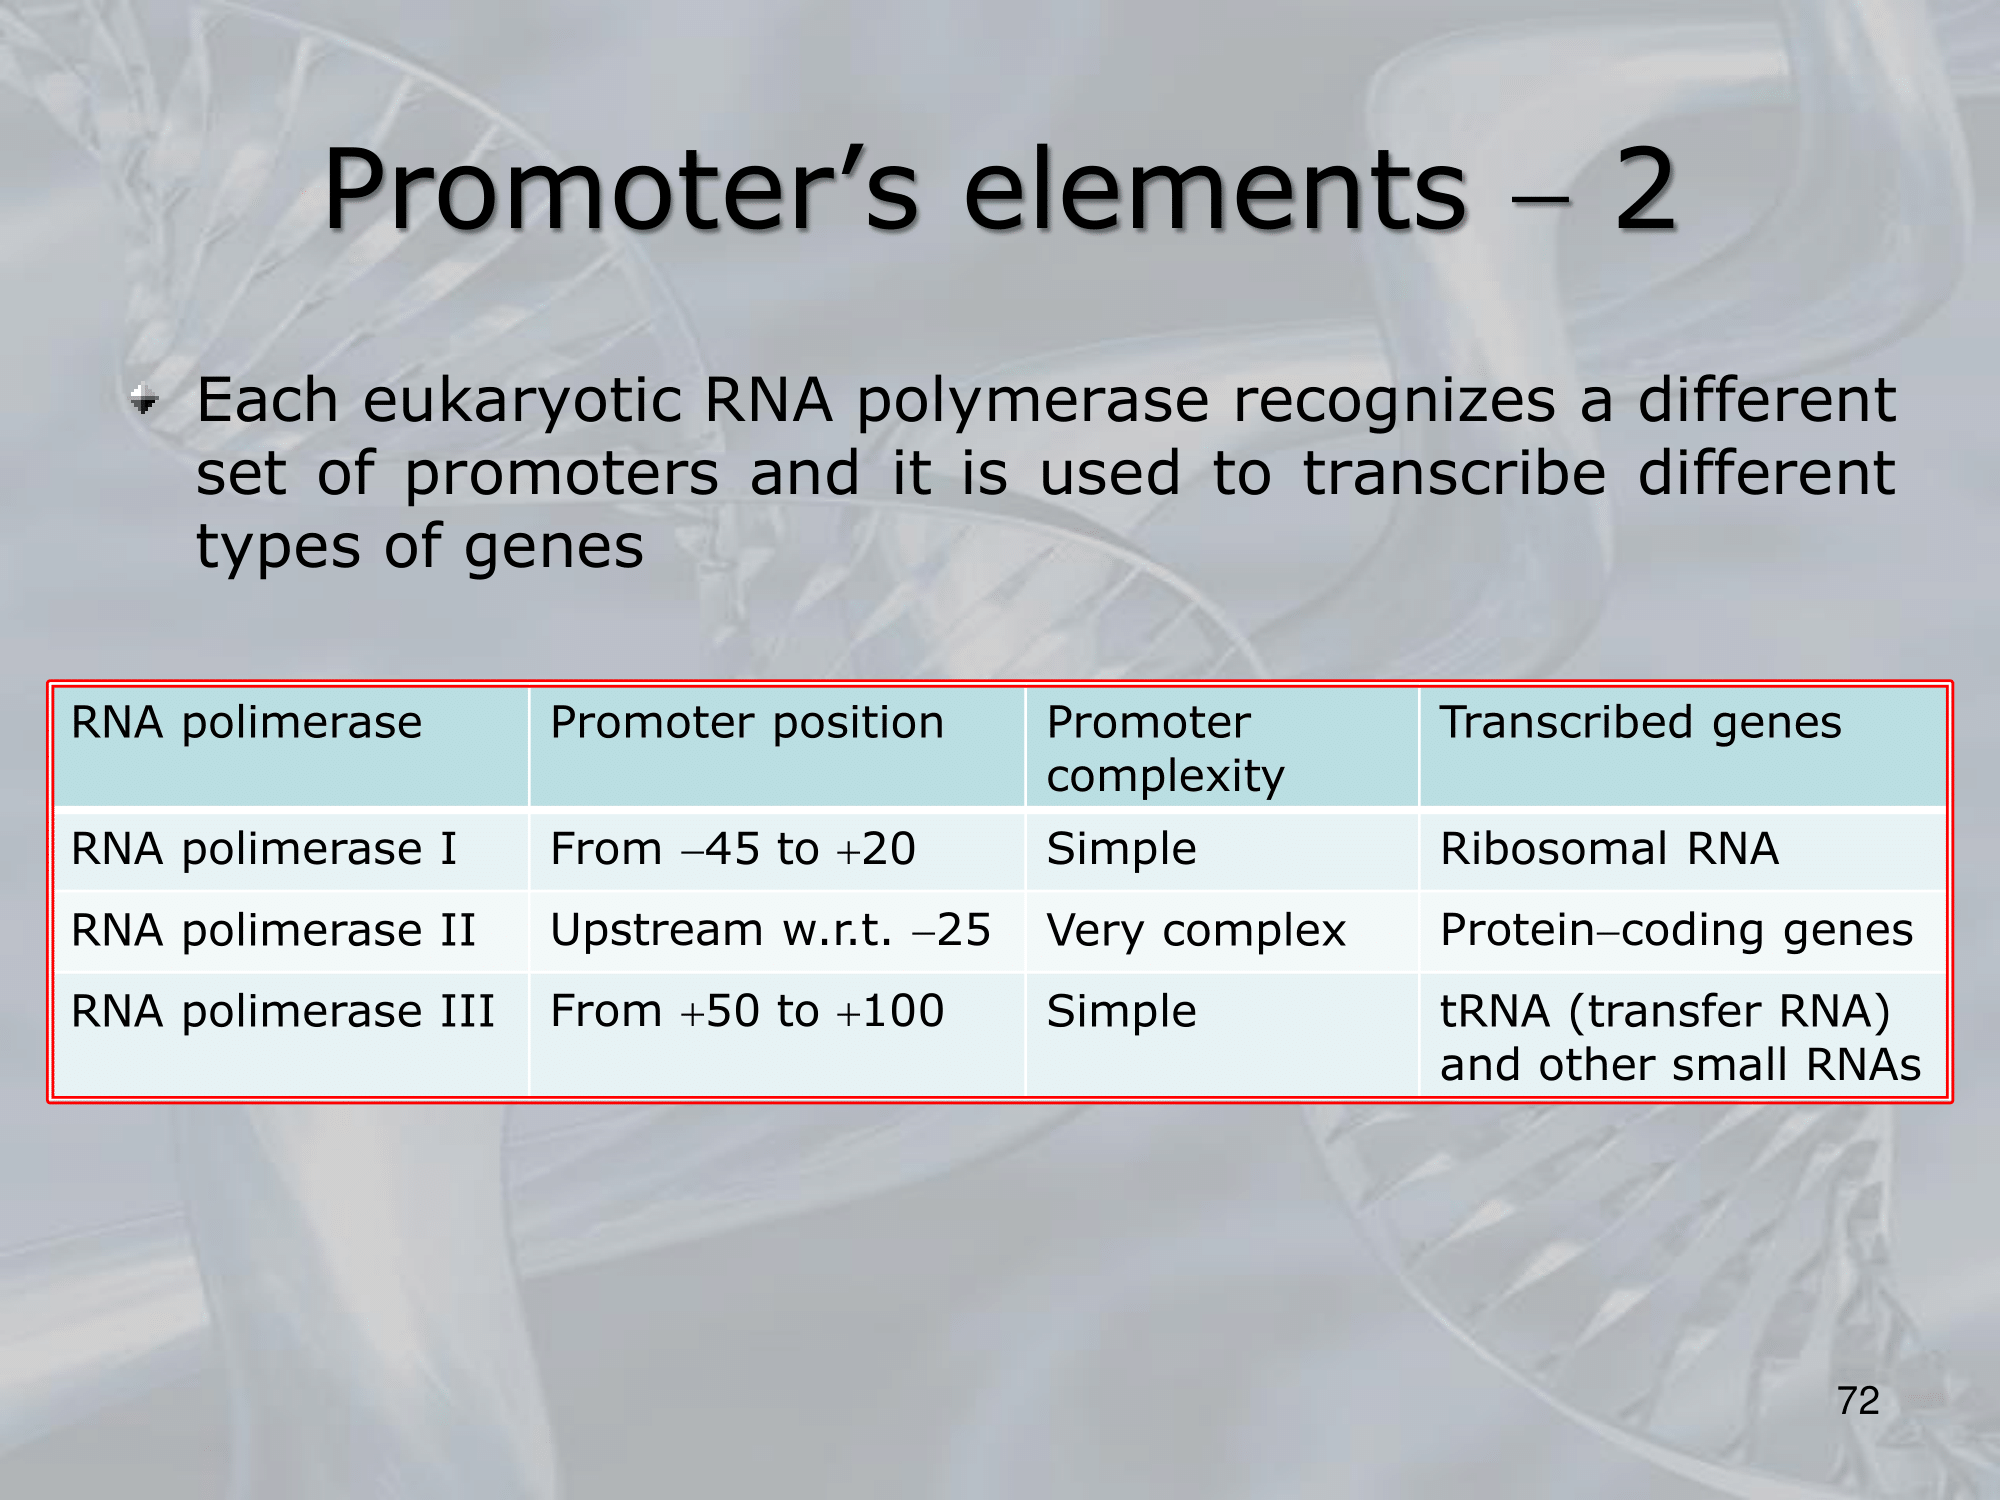 Promoter’s elements – 2
Each eukaryotic RNA polymerase recognizes a different
set of promoters and it is used to transcribe different
types of genes
RNA polimerase Promoter position Promoter complexity Transcribed genes
RNA polimerase I From –45 to +20 Simple Ribosomal RNA
RNA polimerase II Upstream w.r.t. –25 Very complex Protein–coding genes
RNA polimerase III From +50 to +100 Simple tRNA (transfer RNA)
and other small RNAs
72